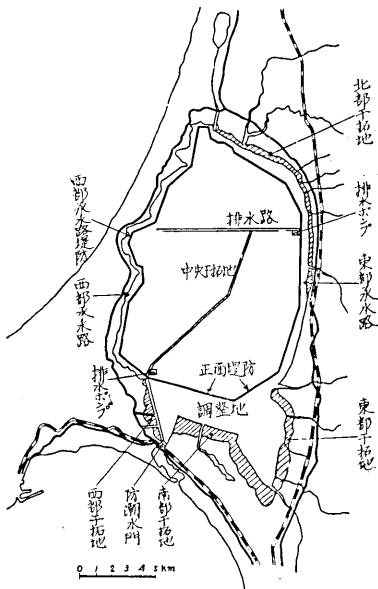 北部干拓地
排水ポンプ
東部承水路
東部干拓地
排水路
中央干拓地
正面堤防
調整地
西部承水路堤防
西部承水路
排水ポンプ
西部干拓地
防潮水門
南部干拓地
0 1 2 3 4 5km